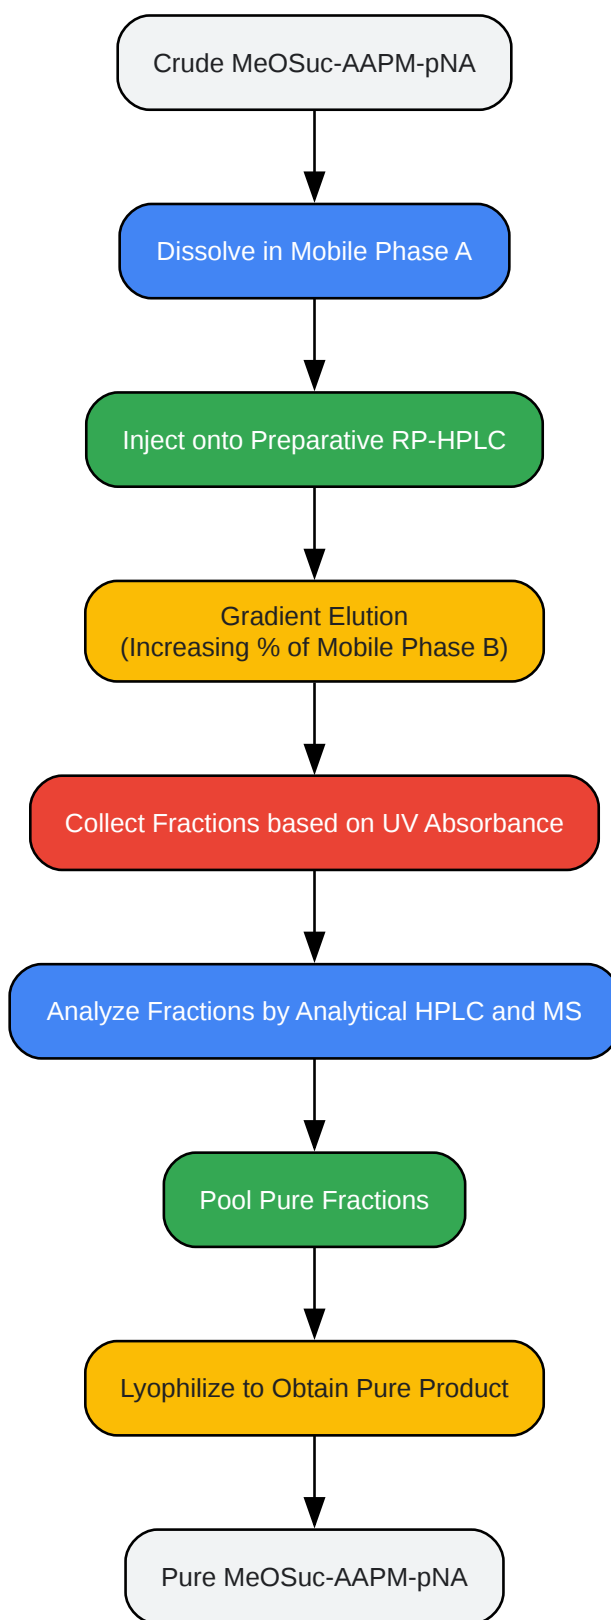 Crude MeOSuc-AAPM-pNA
Dissolve in Mobile Phase A
Inject onto Preparative RP-HPLC
Gradient Elution
(Increasing % of Mobile Phase B)
Collect Fractions based on UV Absorbance
Analyze Fractions by Analytical HPLC and MS
Pool Pure Fractions
Lyophilize to Obtain Pure Product
Pure MeOSuc-AAPM-pNA